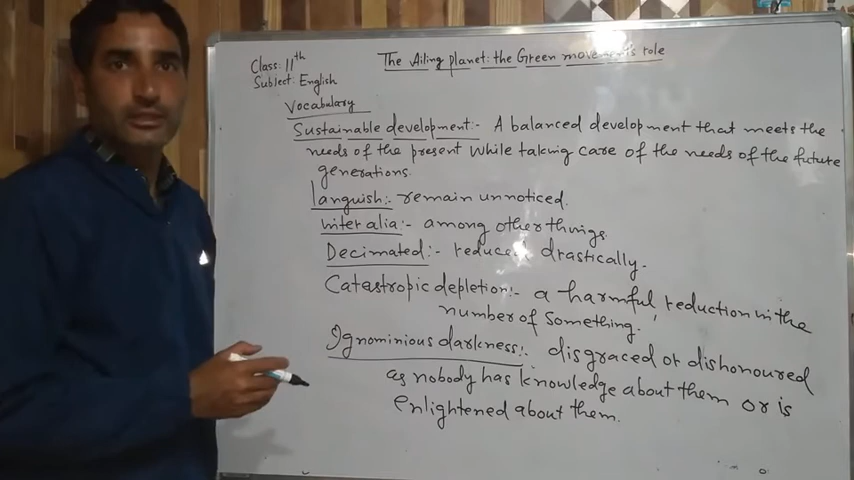 Class: 11th
The Ailing planet: the Green movement's role
Subject: English
Vocabulary
Sustainable development:- A balanced development that meets the
needs of the present while taking care of the needs of the future
generations.
languish:- remain unnoticed.
inter alia:- among other things.
Decimated:- reduced drastically.
Catastropic depletion:- a harmful reduction in the
number of something.
Ignominious darkness:- disgraced or dishonoured
as nobody has knowledge about them or is
enlightened about them.